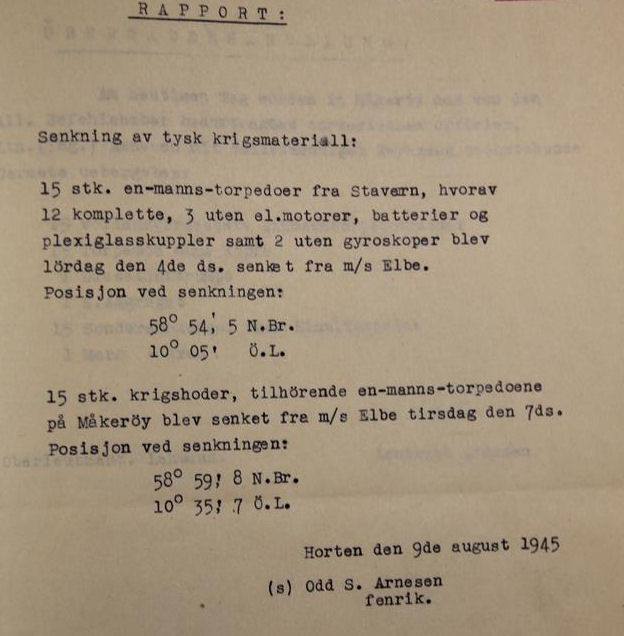 RAPPORT:
Senkning av tysk krigsmateriall:
15 stk. en-manns-torpedoer fra Stavern, hvorav
12 komplette, 3 uten el.motorer, batterier og
plexiglasskuppler samt 2 uten gyroskoper blev
lördag den 4de ds. senket fra m/s Elbe.
Posisjon ved senkningen:
58° 54,' 5 N.Br.
10° 05' Ö.L.
15 stk. krigshoder, tilhörende en-manns-torpedoene
på Måkeröy blev senket fra m/s Elbe tirsdag den 7ds.
Posisjon ved senkningen:
58° 59,' 8 N.Br.
10° 35,' 7 Ö.L.
Horten den 9de august 1945
(s) Odd S. Arnesen
fenrik.